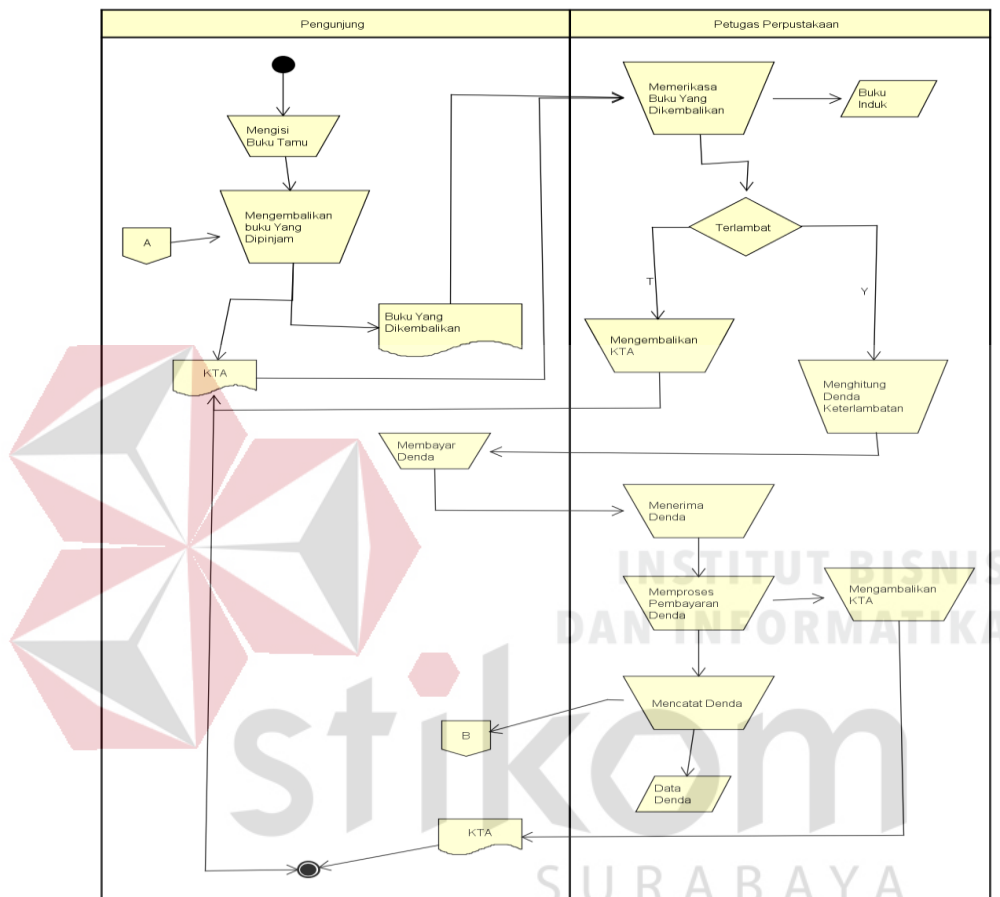 Pengunjung
Petugas Perpustakaan
Mengisi
Buku Tamu
Mengembalikan
buku Yang
Dipinjam
A
Buku Yang
Dikembalikan
KTA
Memerikasa
Buku Yang
Dikembalikan
Buku
Induk
Terlambat
T
Y
Mengembalikan
KTA
Menghitung
Denda
Keterlambatan
Membayar
Denda
Menerima
Denda
Memproses
Pembayaran
Denda
Mengambalikan
KTA
Mencatat Denda
B
Data
Denda
KTA
INSTITUT BISNIS
DAN INFORMATIKA
stikom
SURABAYA